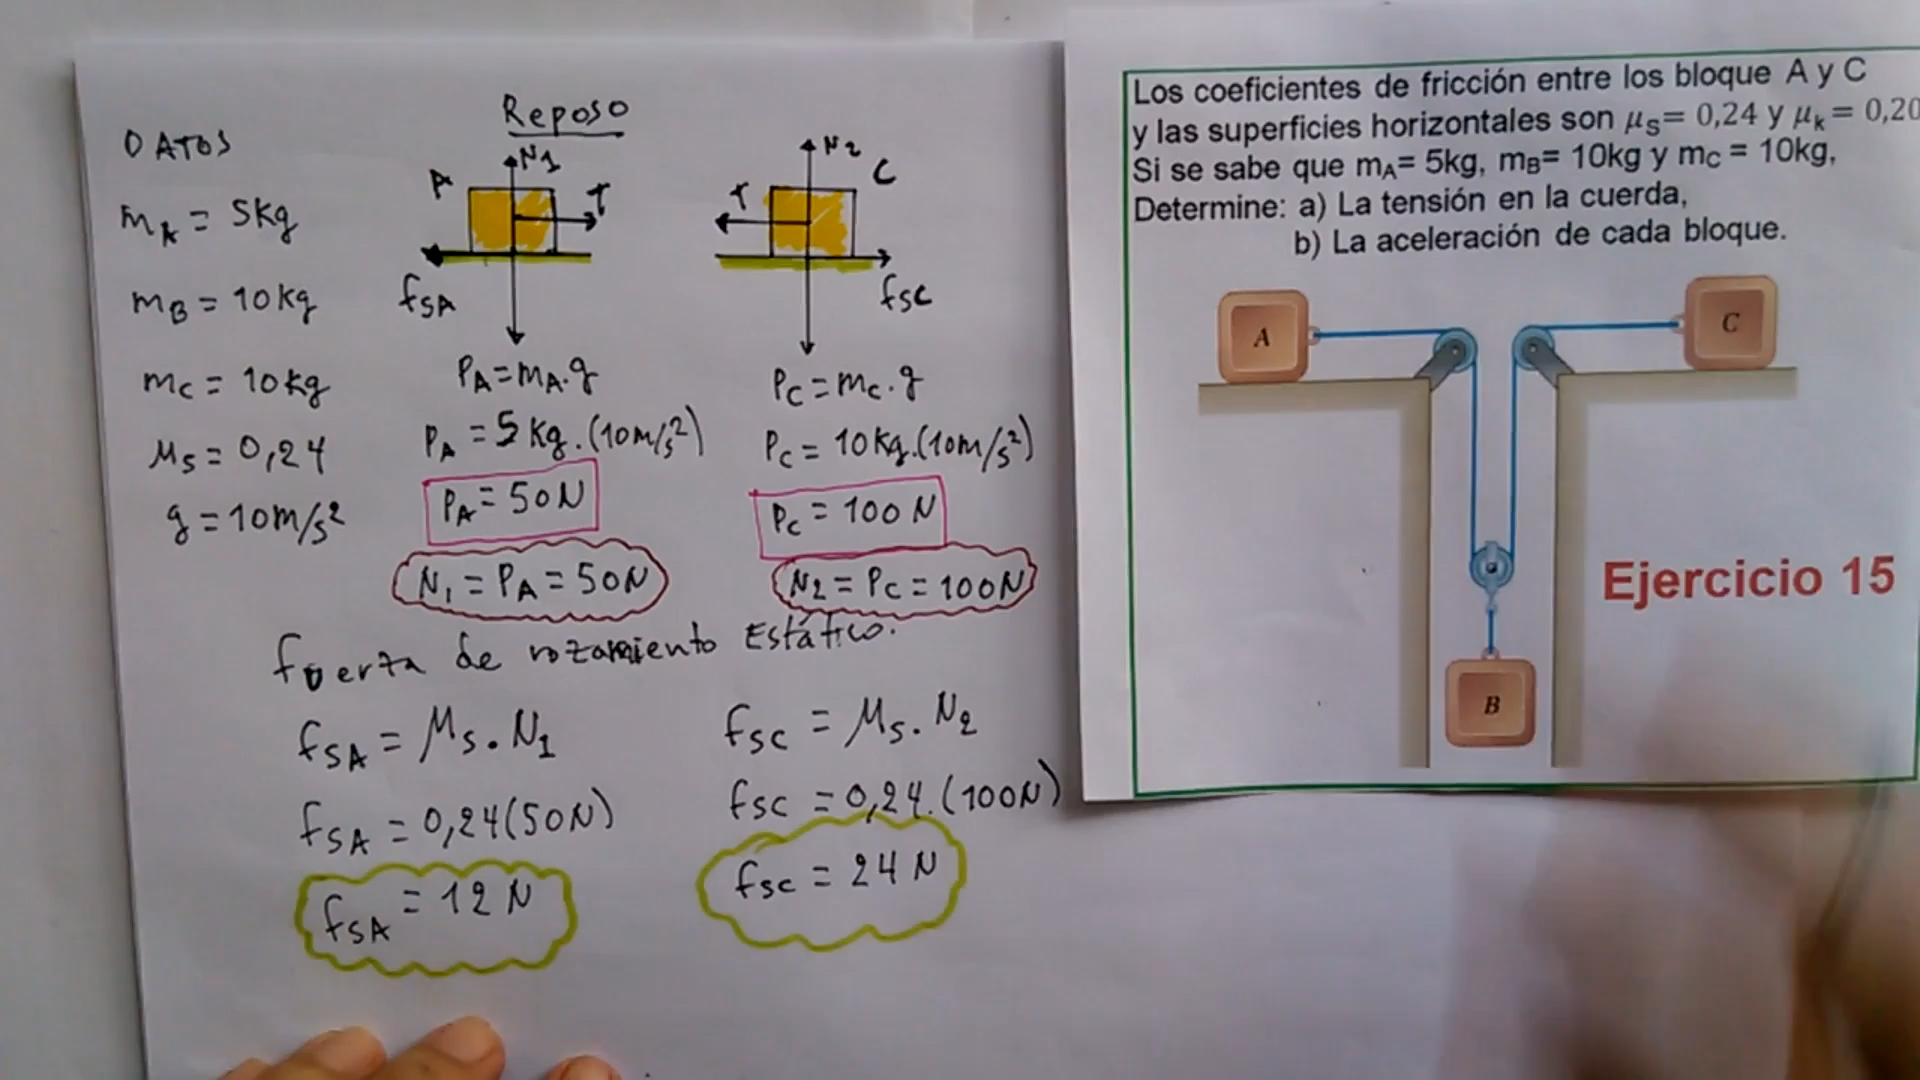 DATOS
mA = 5kg
mB = 10kg
mC = 10kg
μs = 0,24
g = 10m/s²
Reposo
A
N1
T
fSA
PA = mA.g
PA = 5 kg.(10m/s²)
PA = 50N
N1 = PA = 50N
N2
C
T
fSC
PC = mC.g
PC = 10kg.(10m/s²)
PC = 100 N
N2 = PC = 100N
fuerza de rozamiento Estático.
fSA = μs.N1
fSA = 0,24(50N)
fSA = 12 N
fSC = μs.N2
fSC = 0,24.(100N)
fSC = 24 N
Los coeficientes de fricción entre los bloque A y C
y las superficies horizontales son μs= 0,24 y μk = 0,20
Si se sabe que mA= 5kg, mB= 10kg y mC = 10kg,
Determine: a) La tensión en la cuerda,
b) La aceleración de cada bloque.
A
C
B
Ejercicio 15